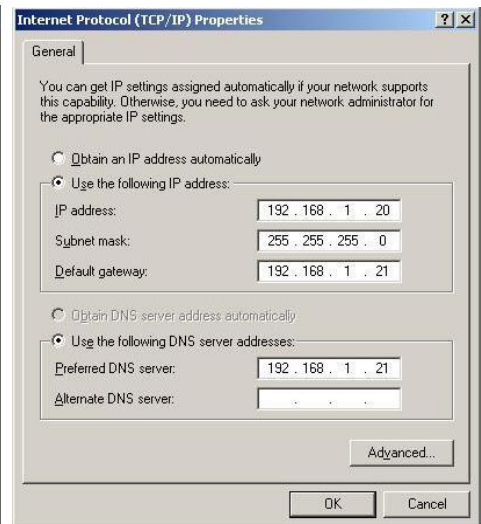 Internet Protocol (TCP/IP) Properties
? X
General
You can get IP settings assigned automatically if your network supports
this capability. Otherwise, you need to ask your network administrator for
the appropriate IP settings.
Obtain an IP address automatically
Use the following IP address:
IP address: 192 . 168 . 1 . 20
Subnet mask: 255 . 255 . 255 . 0
Default gateway: 192 . 168 . 1 . 21
Obtain DNS server address automatically
Use the following DNS server addresses:
Preferred DNS server: 192 . 168 . 1 . 21
Alternate DNS server: . . .
Advanced...
OK Cancel